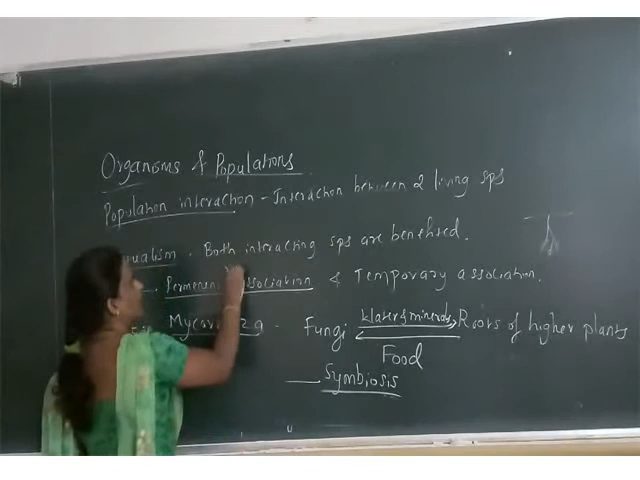 Organisms & Populations
Population interaction - Interaction between 2 living sps
Both interacting sps are benefited.
Association & Temporary association.
Fungi Water & minerals Roots of higher plants
Food
Symbiosis